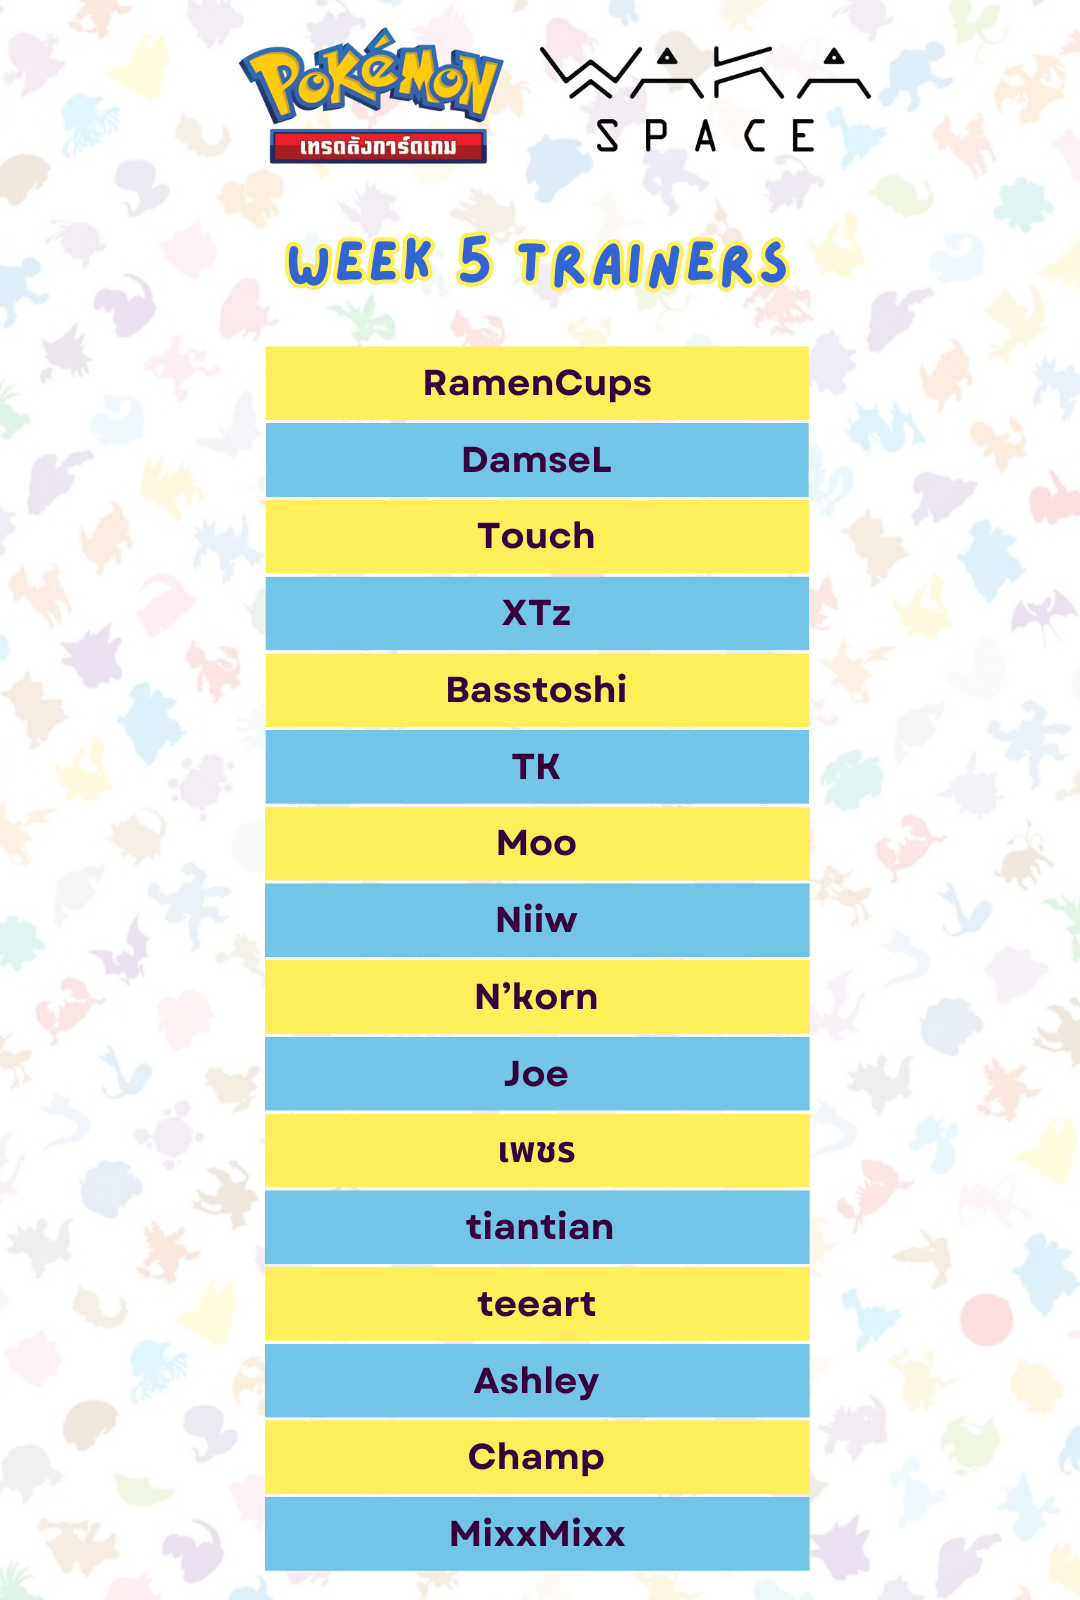 Pokémon
เทรดดิ้งการ์ดเกม
WAKA
SPACE
WEEK 5 TRAINERS
RamenCups
DamseL
Touch
XTz
Basstoshi
TK
Moo
Niiw
N’korn
Joe
เพชร
tiantian
teeart
Ashley
Champ
MixxMixx